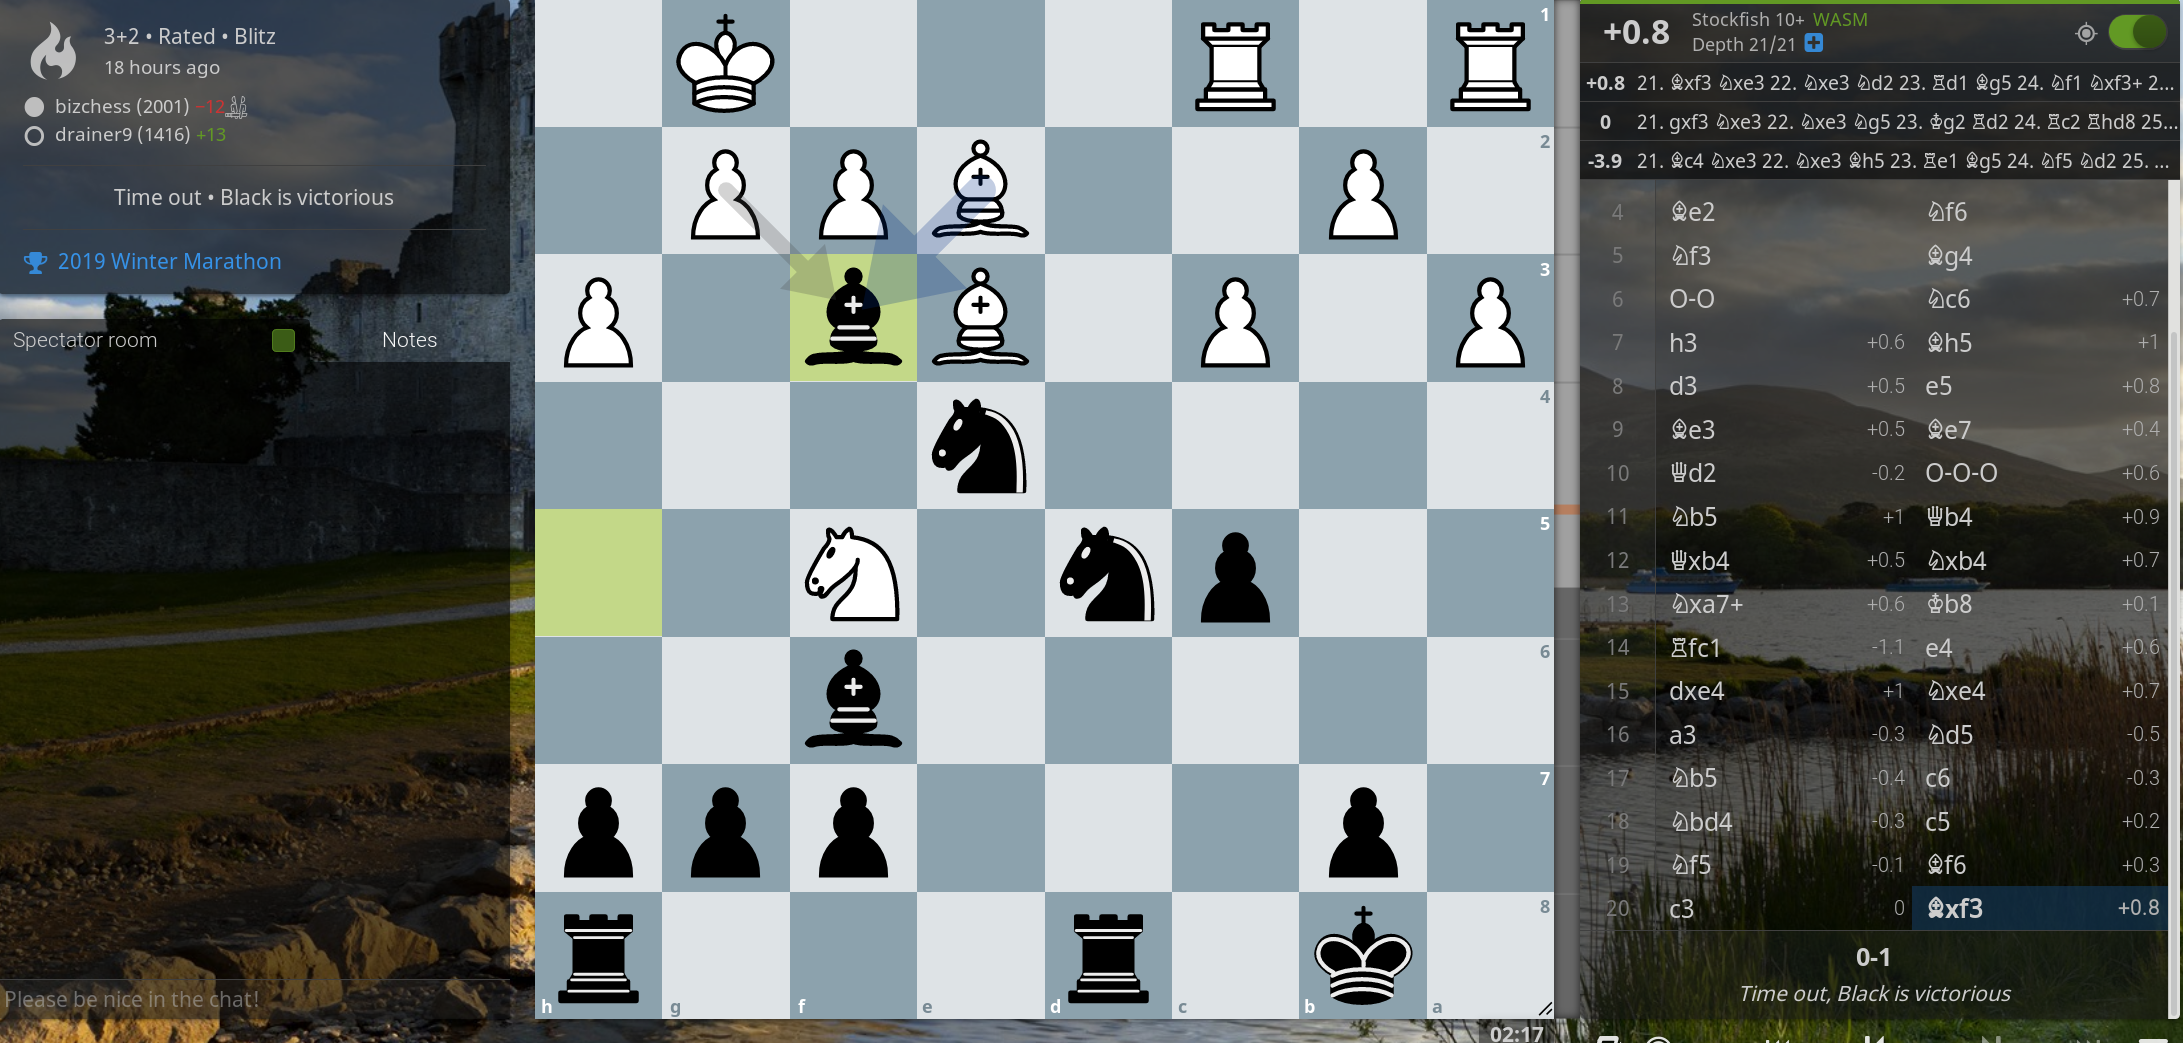 3+2 • Rated • Blitz
18 hours ago
bizchess (2001) −12
drainer9 (1416) +13
Time out • Black is victorious
2019 Winter Marathon
Spectator room
Notes
Please be nice in the chat!
1
2
3
4
5
6
7
8
h g f e d c b a
02:17
+0.8 Stockfish 10+ WASM
Depth 21/21
+0.8 21. ♗xf3 ♘xe3 22. ♘xe3 ♘d2 23. ♖d1 ♗g5 24. ♘f1 ♘xf3+ 2...
0 21. gxf3 ♘xe3 22. ♘xe3 ♘g5 23. ♔g2 ♖d2 24. ♖c2 ♖hd8 25...
-3.9 21. ♗c4 ♘xe3 22. ♘xe3 ♗h5 23. ♖e1 ♗g5 24. ♘f5 ♘d2 25. ...
4 ♗e2 ♘f6
5 ♘f3 ♗g4
6 O-O ♘c6 +0.7
7 h3 +0.6 ♗h5 +1
8 d3 +0.5 e5 +0.8
9 ♗e3 +0.5 ♗e7 +0.4
10 ♕d2 -0.2 O-O-O +0.6
11 ♘b5 +1 ♕b4 +0.9
12 ♕xb4 +0.5 ♘xb4 +0.7
13 ♘xa7+ +0.6 ♔b8 +0.1
14 ♖fc1 -1.1 e4 +0.6
15 dxe4 +1 ♘xe4 +0.7
16 a3 -0.3 ♘d5 -0.5
17 ♘b5 -0.4 c6 -0.3
18 ♘bd4 -0.3 c5 +0.2
19 ♘f5 -0.1 ♗f6 +0.3
20 c3 0 ♗xf3 +0.8
0-1
Time out, Black is victorious